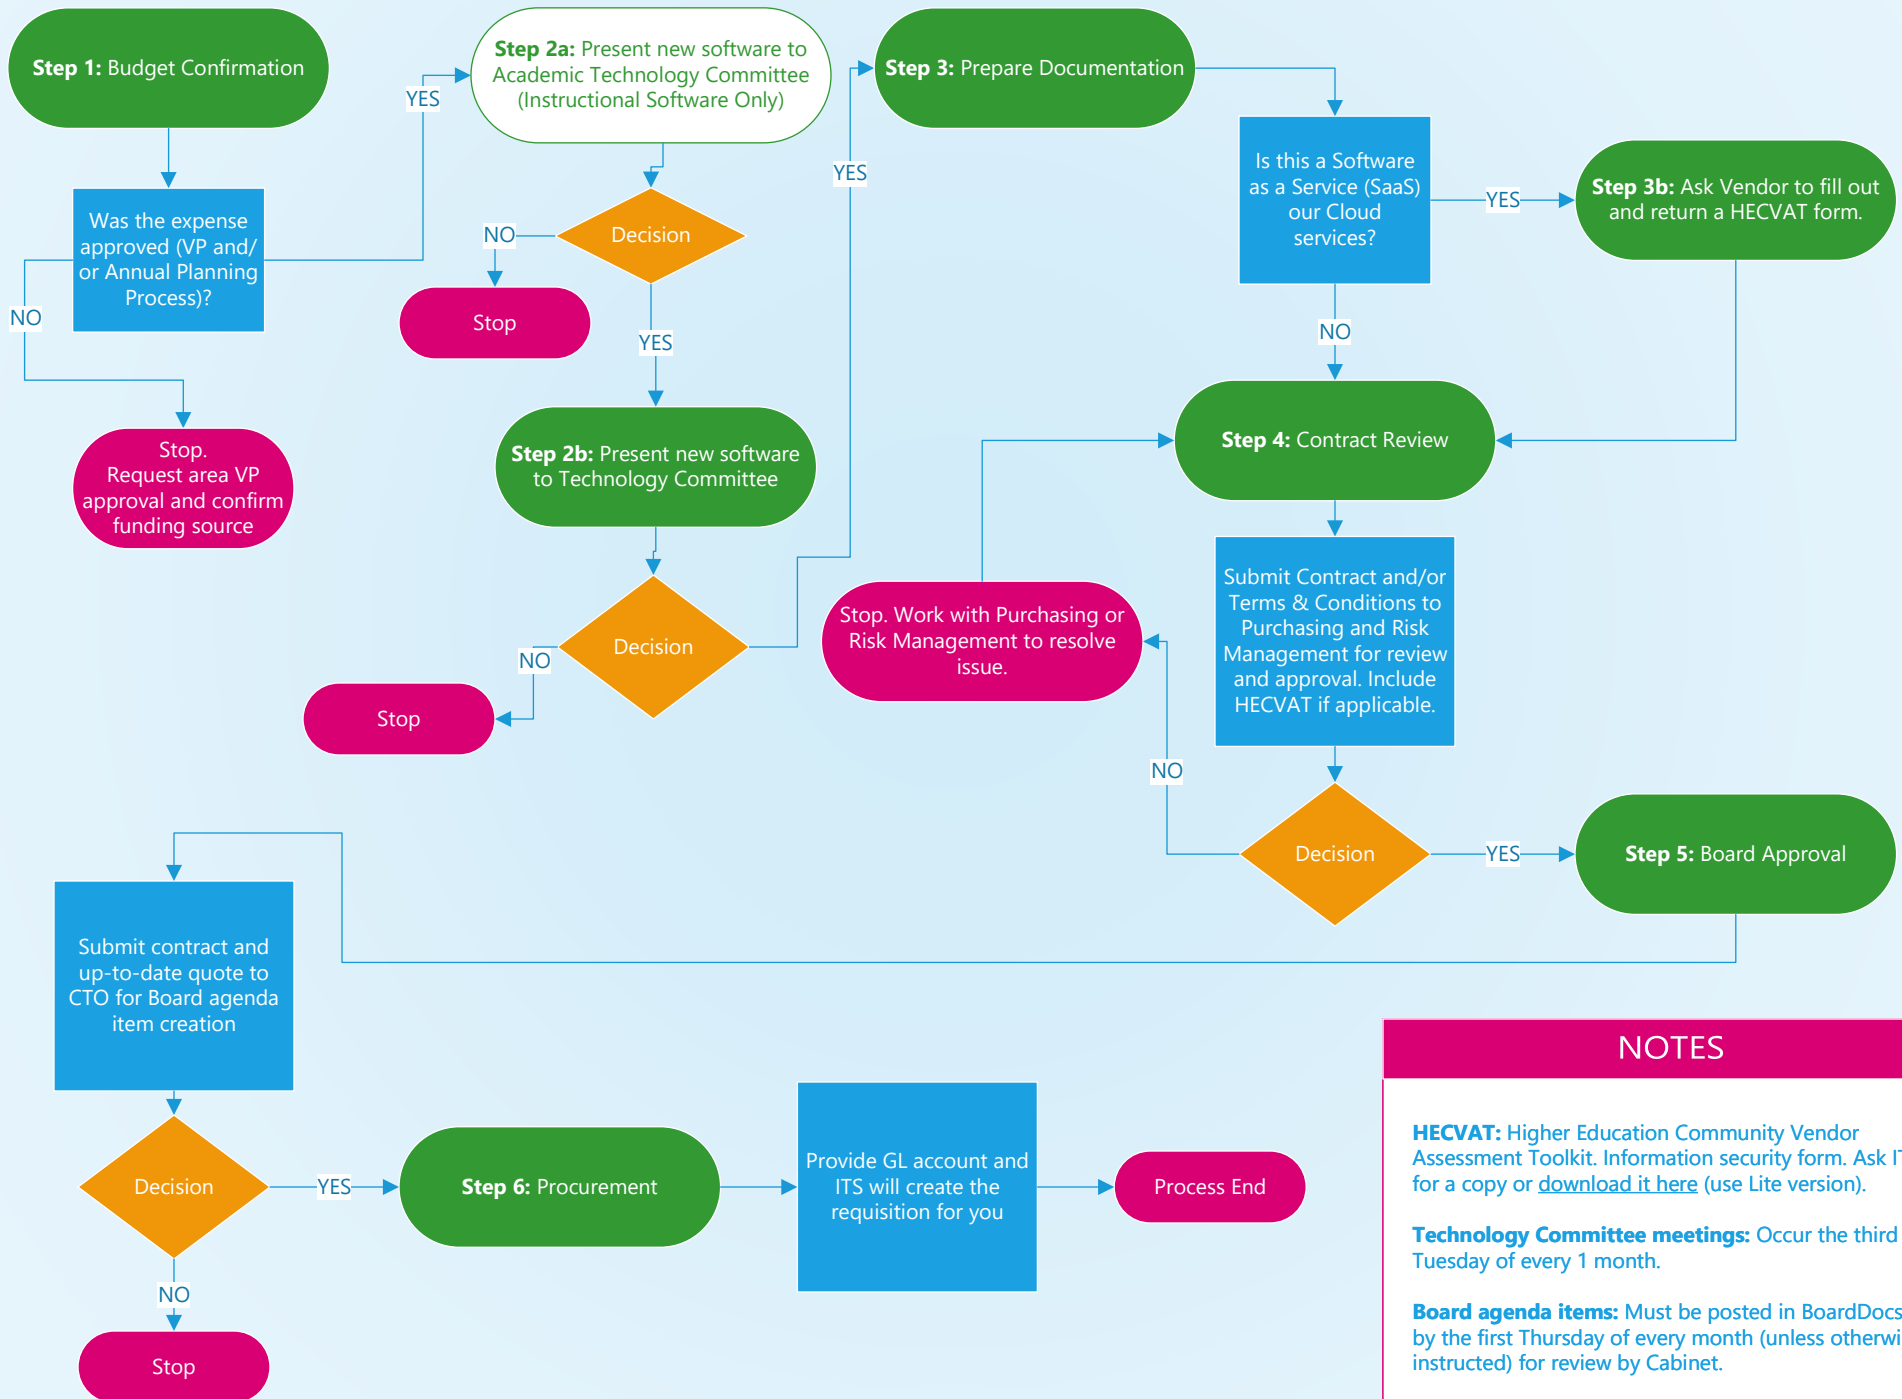 Step 1: Budget Confirmation
Was the expense
approved (VP and/
or Annual Planning
Process)?
NO
Stop.
Request area VP
approval and confirm
funding source
YES
Step 2a: Present new software to
Academic Technology Committee
(Instructional Software Only)
Decision
NO
Stop
YES
Step 2b: Present new software
to Technology Committee
Decision
NO
Stop
YES
Step 3: Prepare Documentation
Is this a Software
as a Service (SaaS)
our Cloud
services?
YES
Step 3b: Ask Vendor to fill out
and return a HECVAT form.
NO
Step 4: Contract Review
Submit Contract and/or
Terms & Conditions to
Purchasing and Risk
Management for review
and approval. Include
HECVAT if applicable.
Stop. Work with Purchasing or
Risk Management to resolve
issue.
NO
Decision
YES
Step 5: Board Approval
Submit contract and
up-to-date quote to
CTO for Board agenda
item creation
Decision
NO
Stop
YES
Step 6: Procurement
Provide GL account and
ITS will create the
requisition for you
Process End
NOTES
HECVAT: Higher Education Community Vendor
Assessment Toolkit. Information security form. Ask
for a copy or download it here (use Lite version).
Technology Committee meetings: Occur the third
Tuesday of every 1 month.
Board agenda items: Must be posted in BoardDocs
by the first Thursday of every month (unless
instructed) for review by Cabinet.